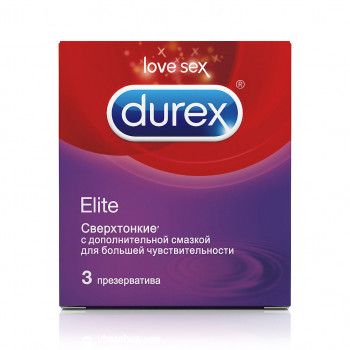 love sex
durex®
Elite
Сверхтонкие*
с дополнительной смазкой
для большей чувствительности
3 презерватива